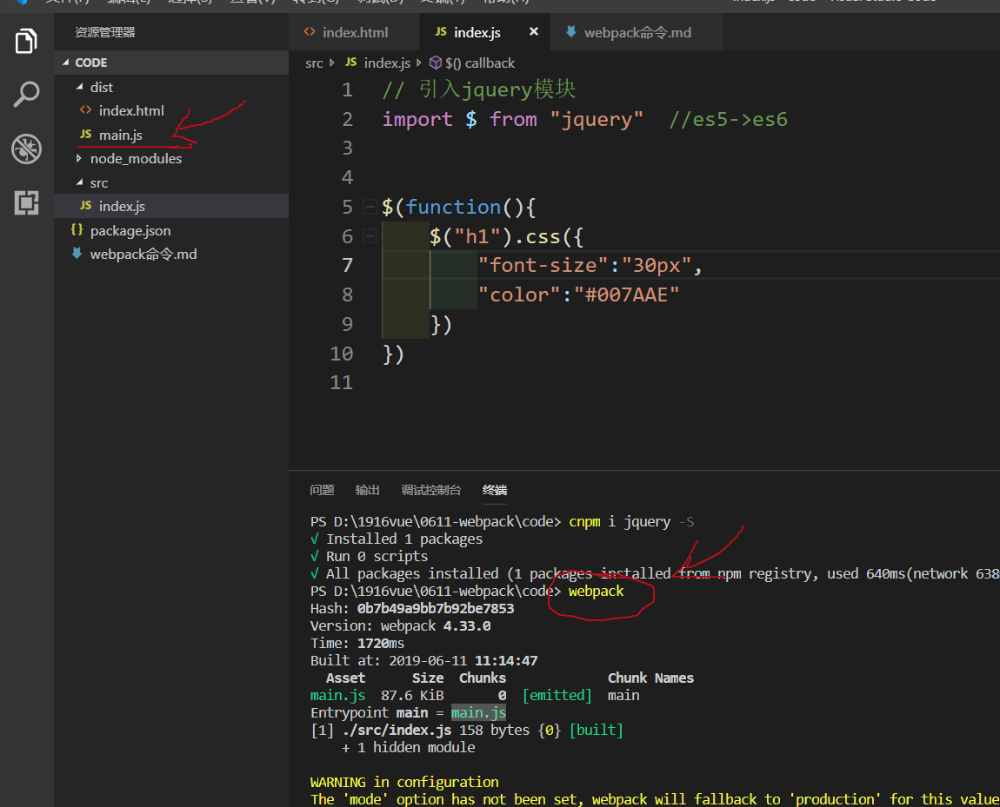 资源管理器
CODE
dist
index.html
JS main.js
node_modules
src
JS index.js
{} package.json
webpack命令.md
index.html
JS index.js ×
webpack命令.md
src JS index.js $() callback
1 // 引入jquery模块
2 import $ from "jquery" //es5->es6
3
4
5 $(function(){
6 $("h1").css({
7 "font-size":"30px",
8 "color":"#007AAE"
9 })
10 })
11
问题 输出 调试控制台 终端
PS D:\1916vue\0611-webpack\code> cnpm i jquery -S
√ Installed 1 packages
√ Run 0 scripts
√ All packages installed (1 packages installed from npm registry, used 640ms(network 638
PS D:\1916vue\0611-webpack\code> webpack
Hash: 0b7b49a9bb7b92be7853
Version: webpack 4.33.0
Time: 1720ms
Built at: 2019-06-11 11:14:47
Asset Size Chunks Chunk Names
main.js 87.6 KiB 0 [emitted] main
Entrypoint main = main.js
[1] ./src/index.js 158 bytes {0} [built]
+ 1 hidden module
WARNING in configuration
The 'mode' option has not been set, webpack will fallback to 'production' for this value